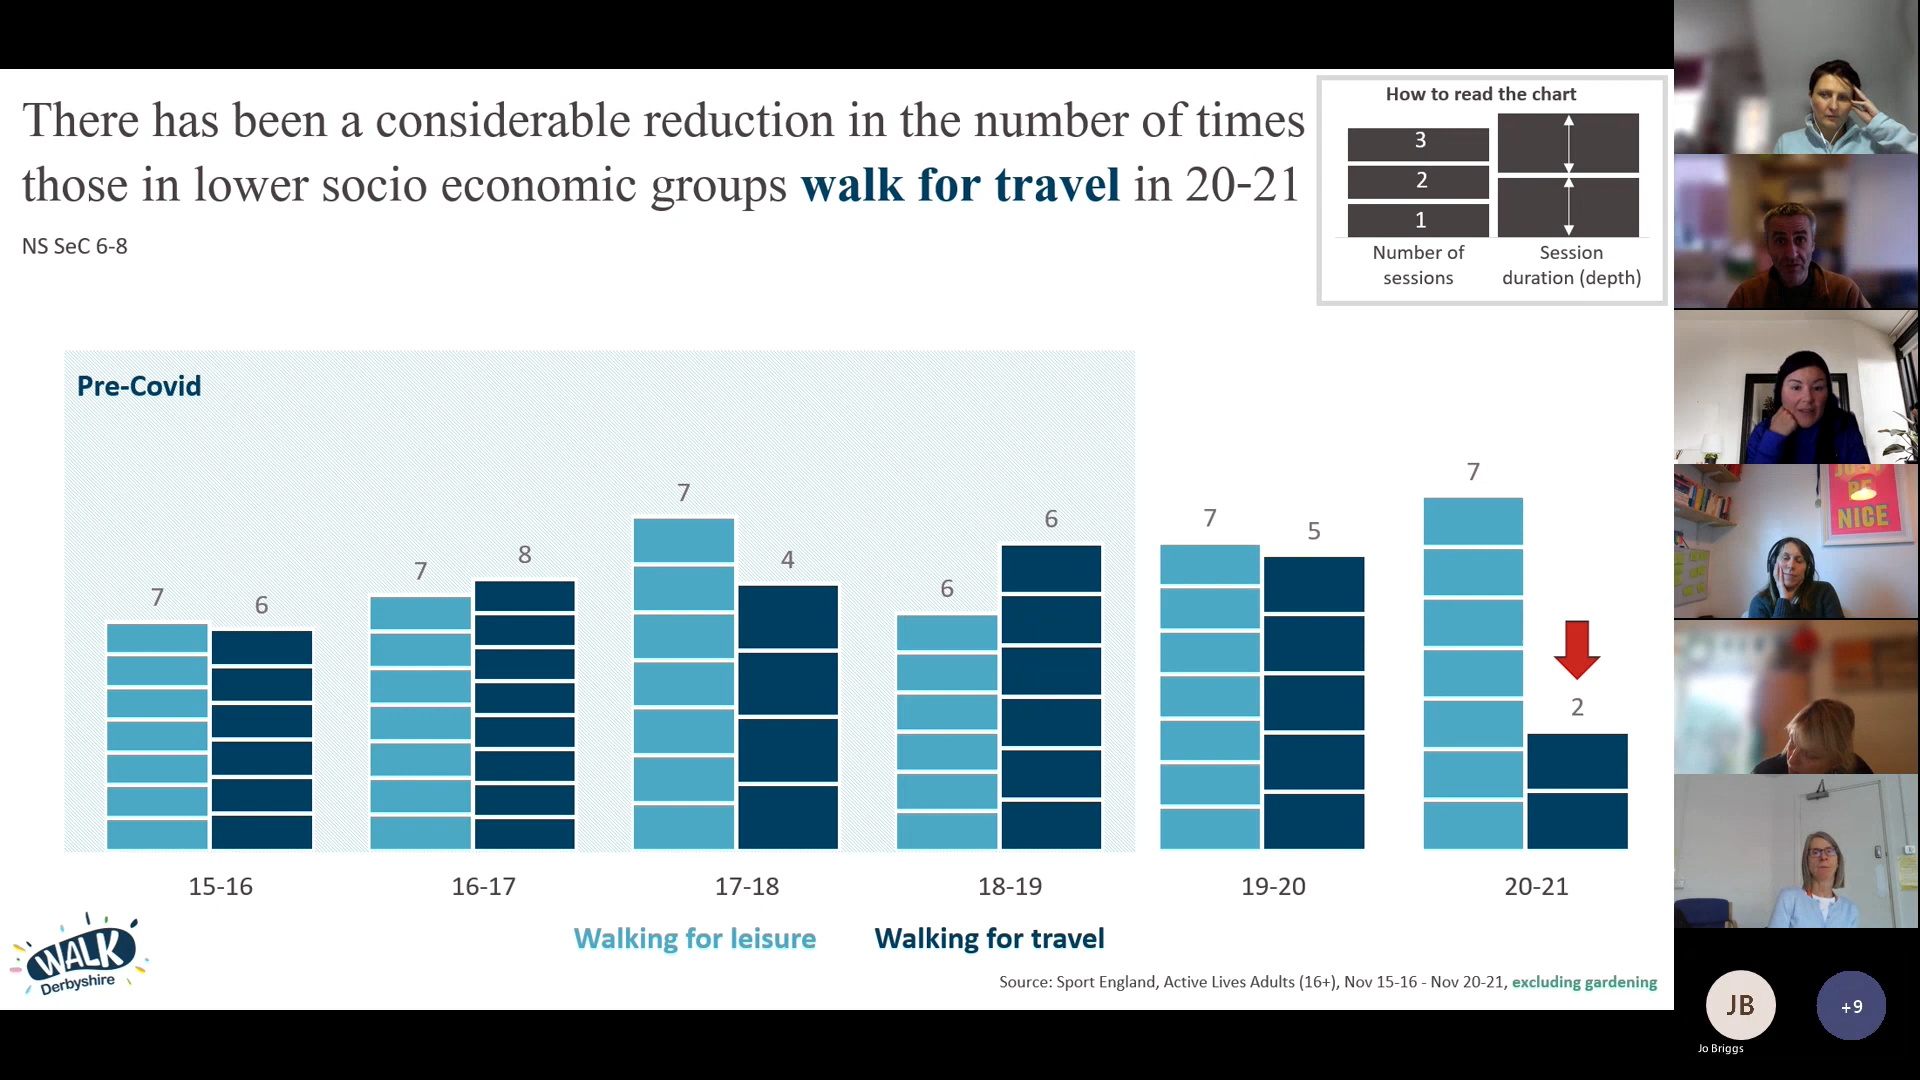 There has been a considerable reduction in the number of times
those in lower socio economic groups walk for travel in 20-21
NS SeC 6-8
How to read the chart
3
2
1
Number of
sessions
Session
duration (depth)
Pre-Covid
7
6
7
8
7
4
6
6
7
5
7
2
15-16
16-17
17-18
18-19
19-20
20-21
Walking for leisure
Walking for travel
WALK
Derbyshire
Source: Sport England, Active Lives Adults (16+), Nov 15-16 - Nov 20-21, excluding gardening
JUST
BE
NICE
JB
+9
Jo Briggs